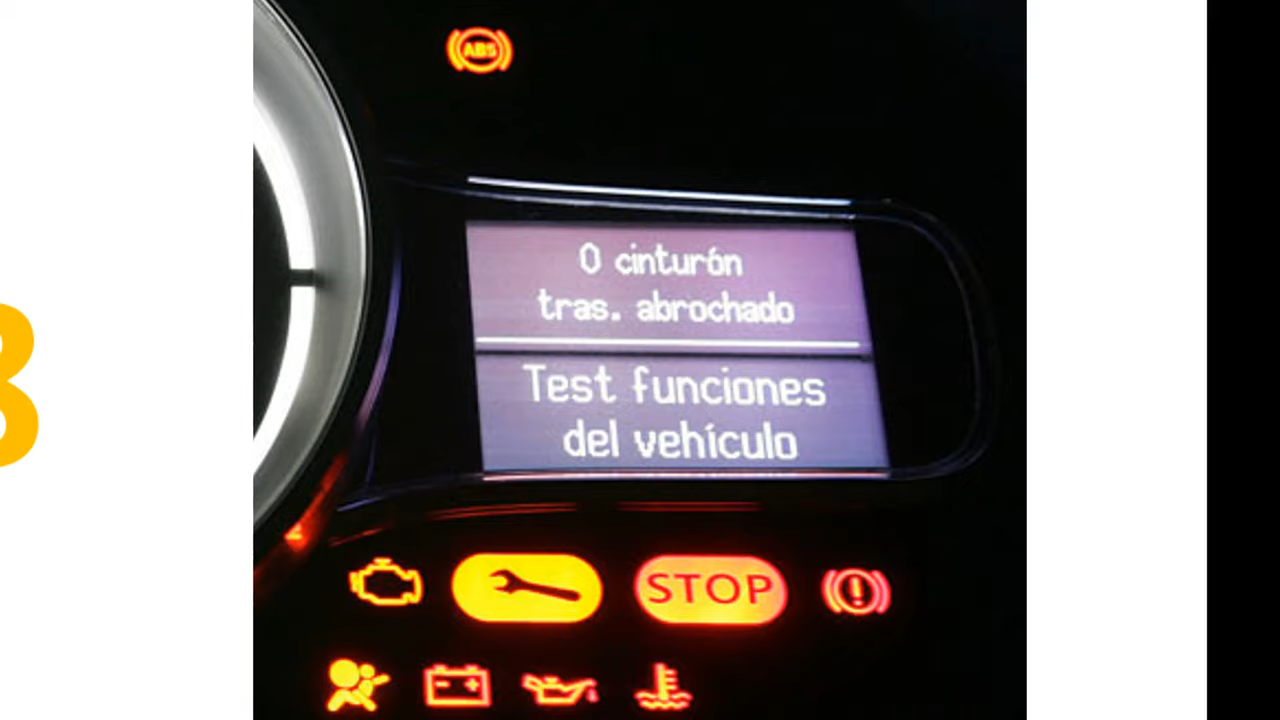 ABS
0 cinturón
tras. abrochado
Test funciones
del vehículo
STOP